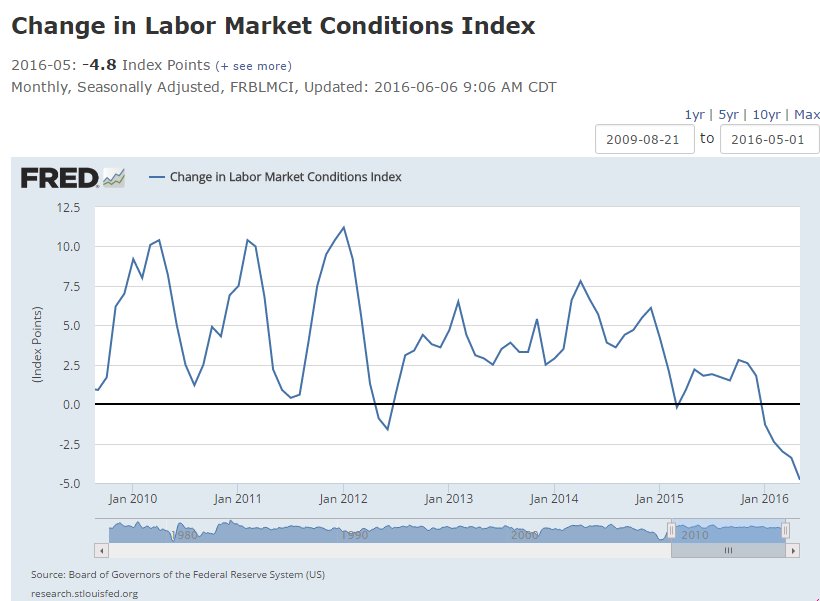 Change in Labor Market Conditions Index
2016-05: -4.8 Index Points (+ see more)
Monthly, Seasonally Adjusted, FRBLMCI, Updated: 2016-06-06 9:06 AM CDT
1yr | 5yr | 10yr | Max
2009-08-21 to 2016-05-01
FRED
Change in Labor Market Conditions Index
(Index Points)
12.5
10.0
7.5
5.0
2.5
0.0
-2.5
-5.0
Jan 2010 Jan 2011 Jan 2012 Jan 2013 Jan 2014 Jan 2015 Jan 2016
1980 1990 2000 2010
Source: Board of Governors of the Federal Reserve System (US)
research.stlouisfed.org